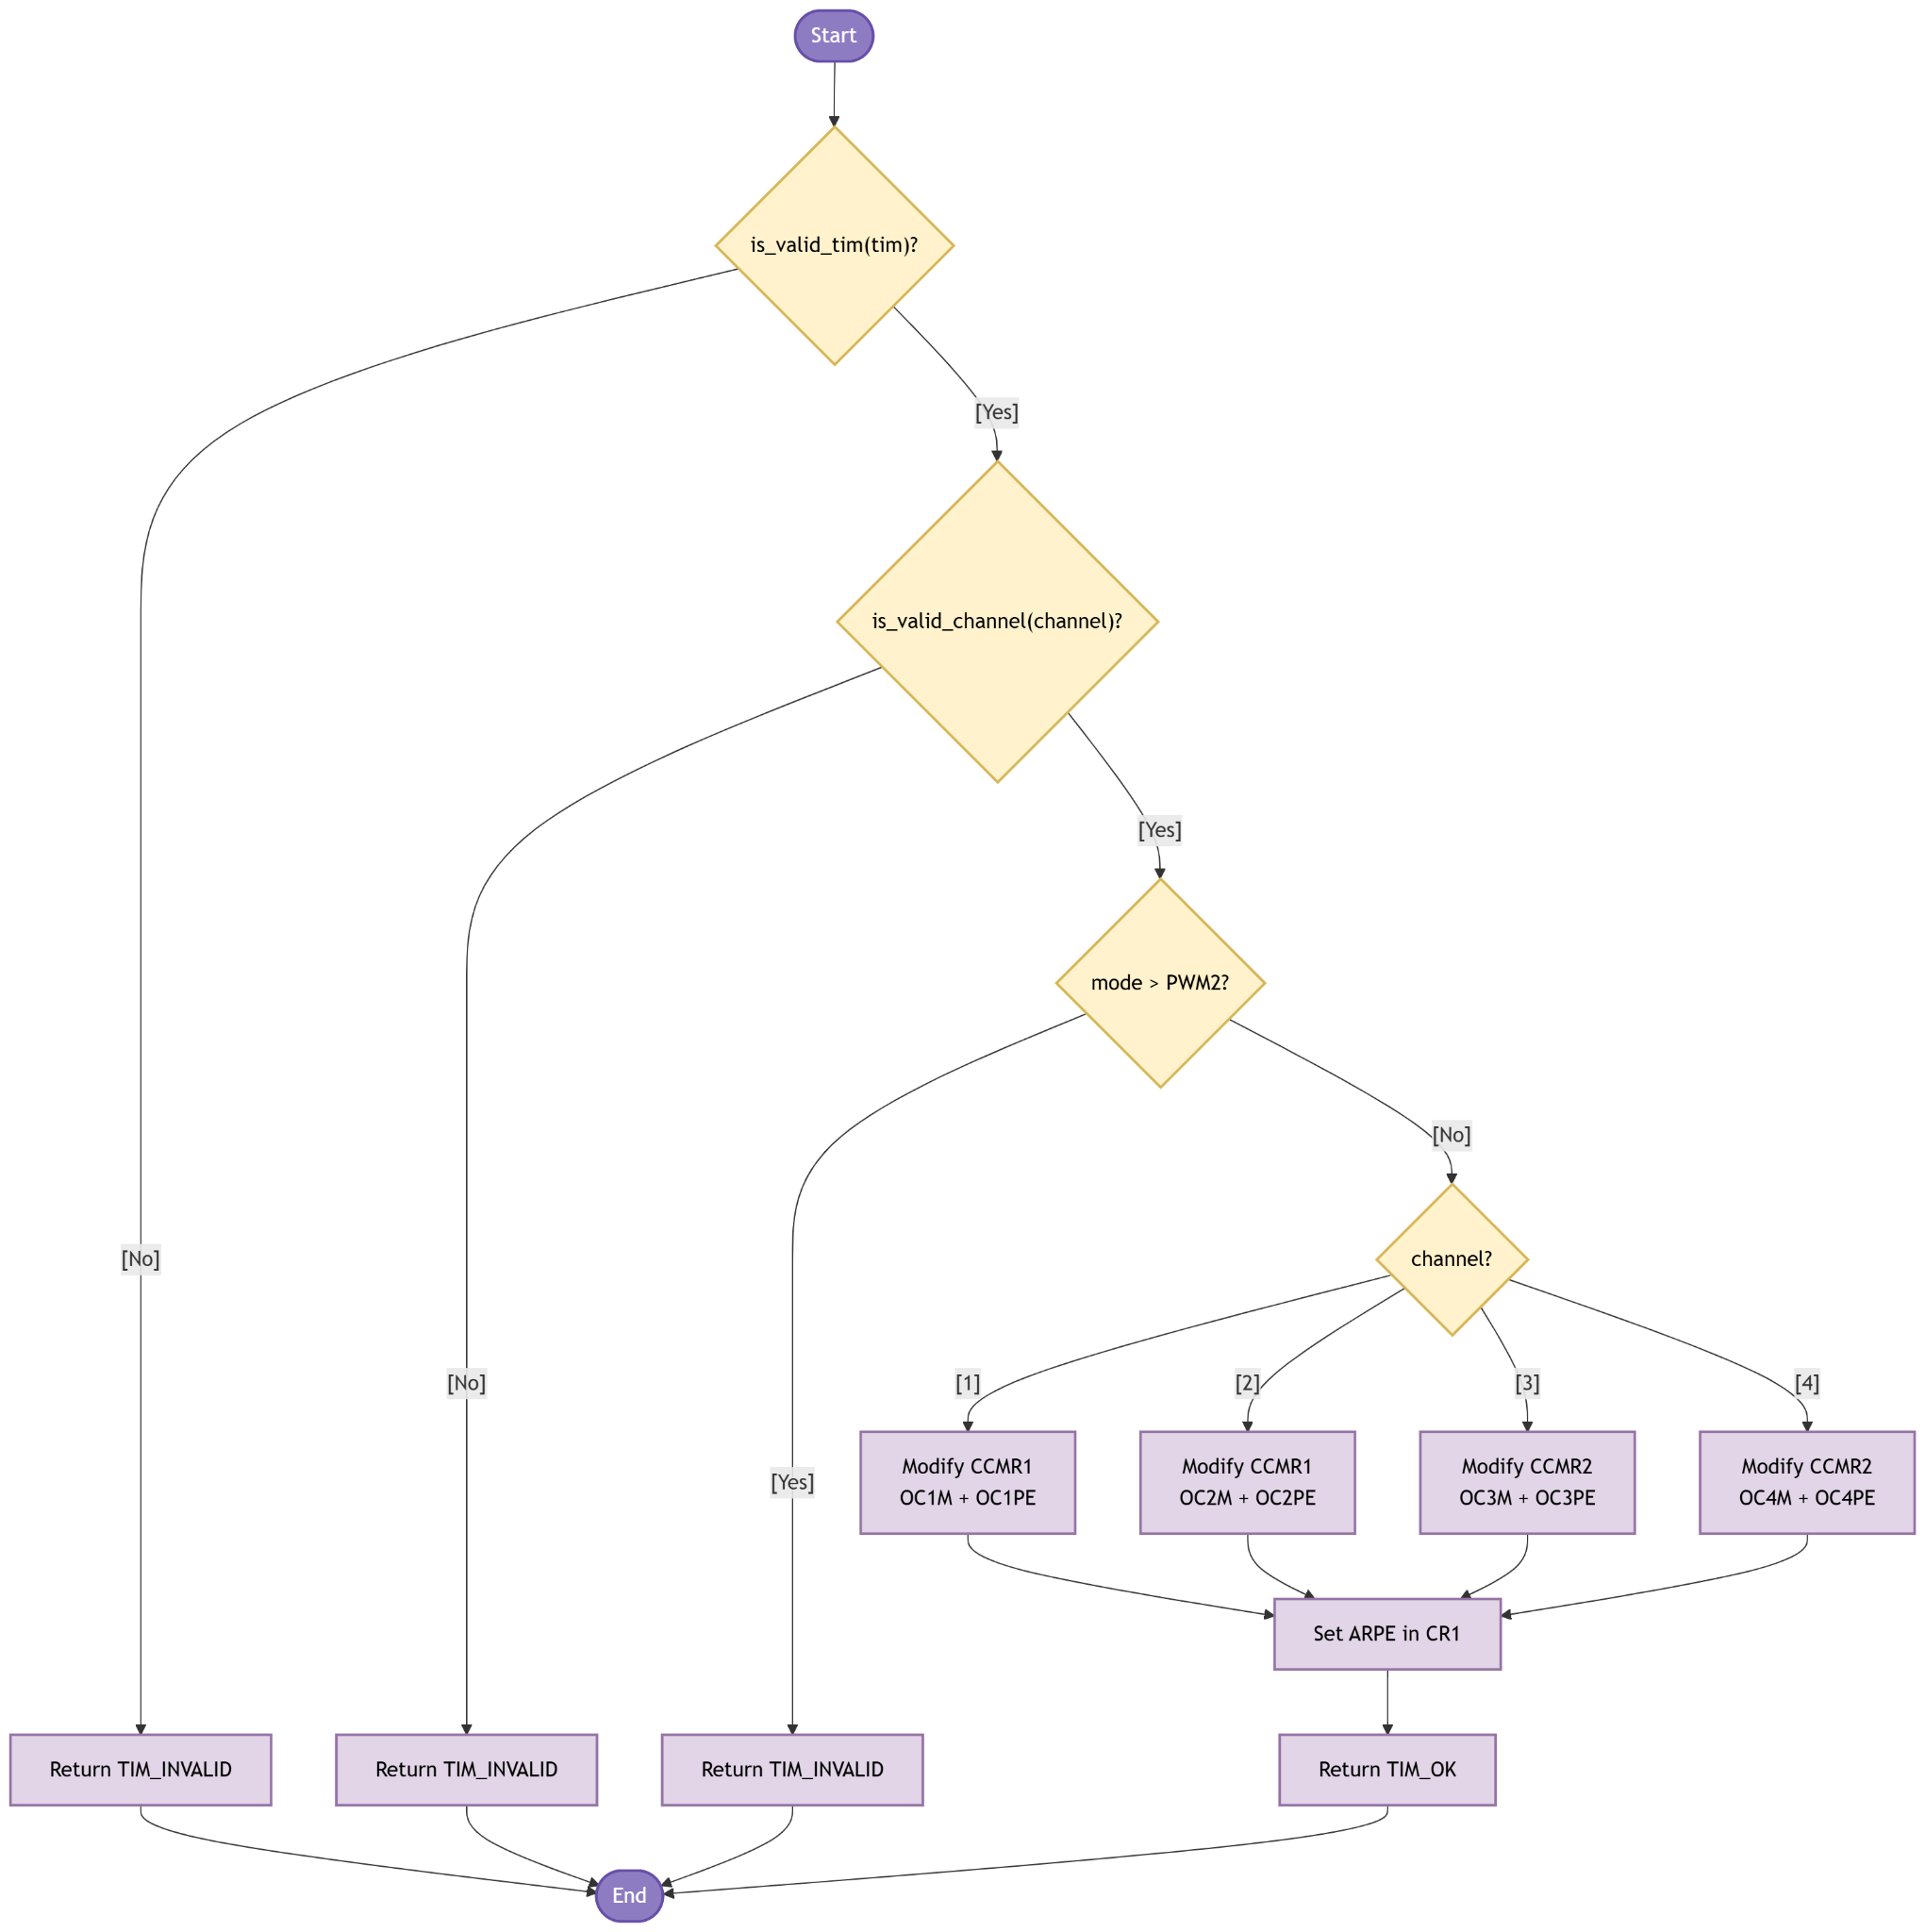 Start
is_valid_tim(tim)?
[Yes]
is_valid_channel(channel)?
[Yes]
mode > PWM2?
[No]
[No]
channel?
[No]
[1]
[2]
[3]
[4]
[Yes]
Modify CCMR1
OC1M + OC1PE
Modify CCMR1
OC2M + OC2PE
Modify CCMR2
OC3M + OC3PE
Modify CCMR2
OC4M + OC4PE
Set ARPE in CR1
Return TIM_INVALID
Return TIM_INVALID
Return TIM_INVALID
Return TIM_OK
End